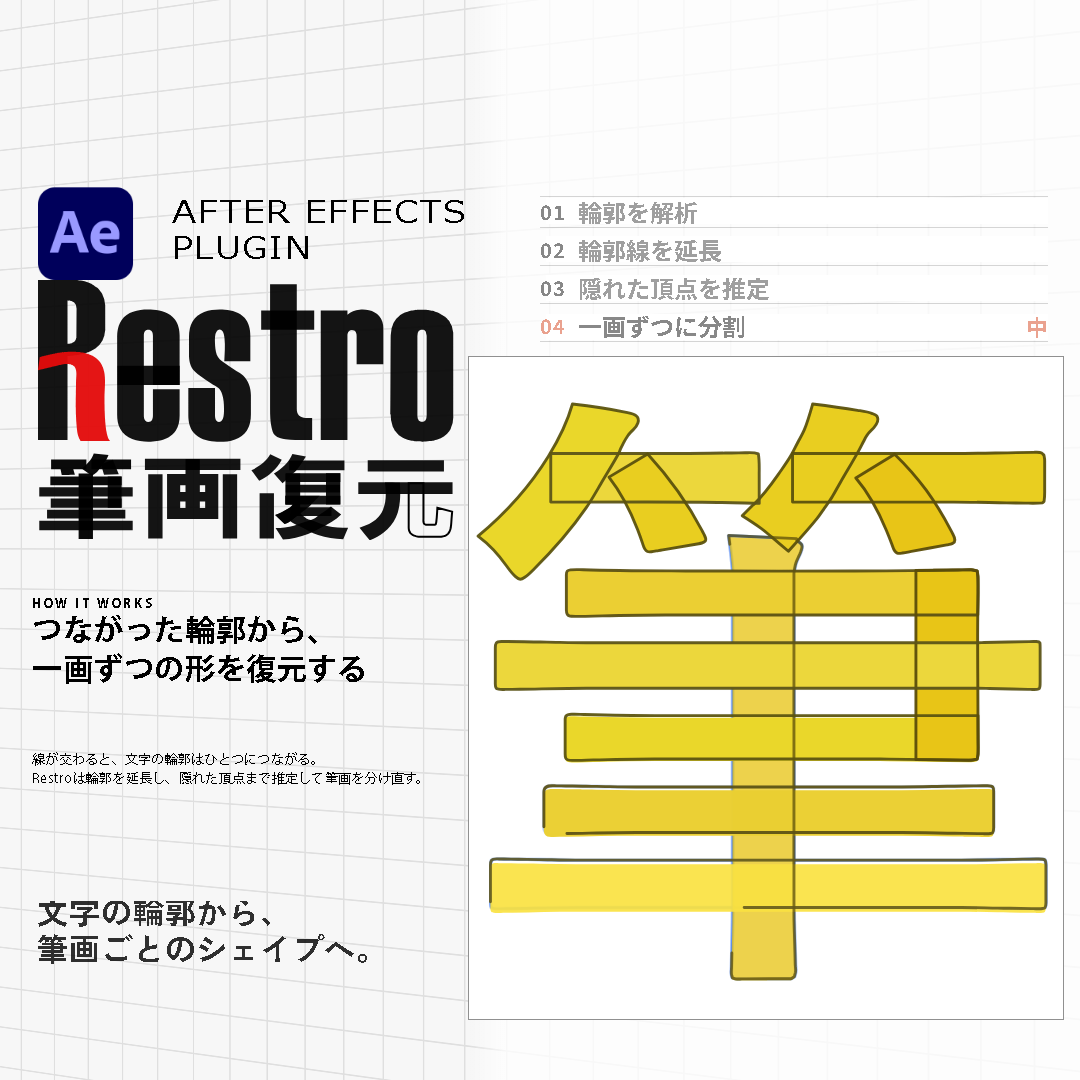 Ae
AFTER EFFECTS
PLUGIN
Restro
筆画復元
HOW IT WORKS
つながった輪郭から、
一画ずつの形を復元する
線が交わると、文字の輪郭はひとつにつながる。
Restroは輪郭を延長し、隠れた頂点まで推定して筆画を分け直す。
文字の輪郭から、
筆画ごとのシェイプへ。
01 輪郭を解析
02 輪郭線を延長
03 隠れた頂点を推定
04 一画ずつに分割 中
筆